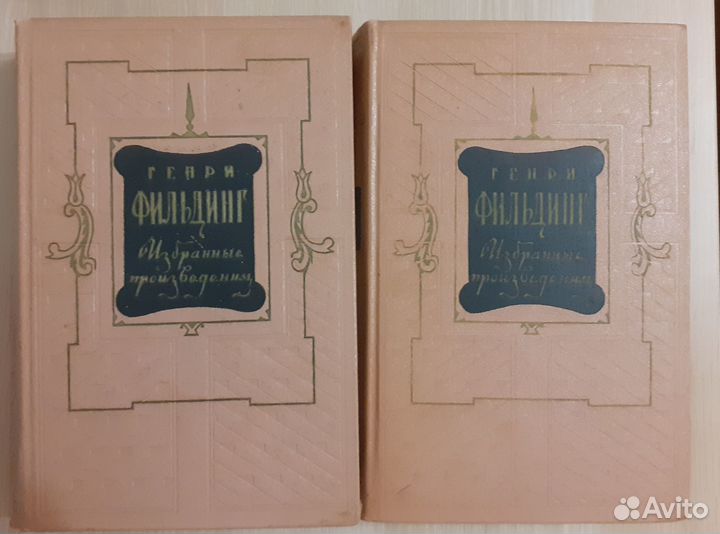 ГЕНРИ
ФИЛЬДИНГ
Избранные
произведения
ГЕНРИ
ФИЛЬДИНГ
Избранные
произведения
Avito